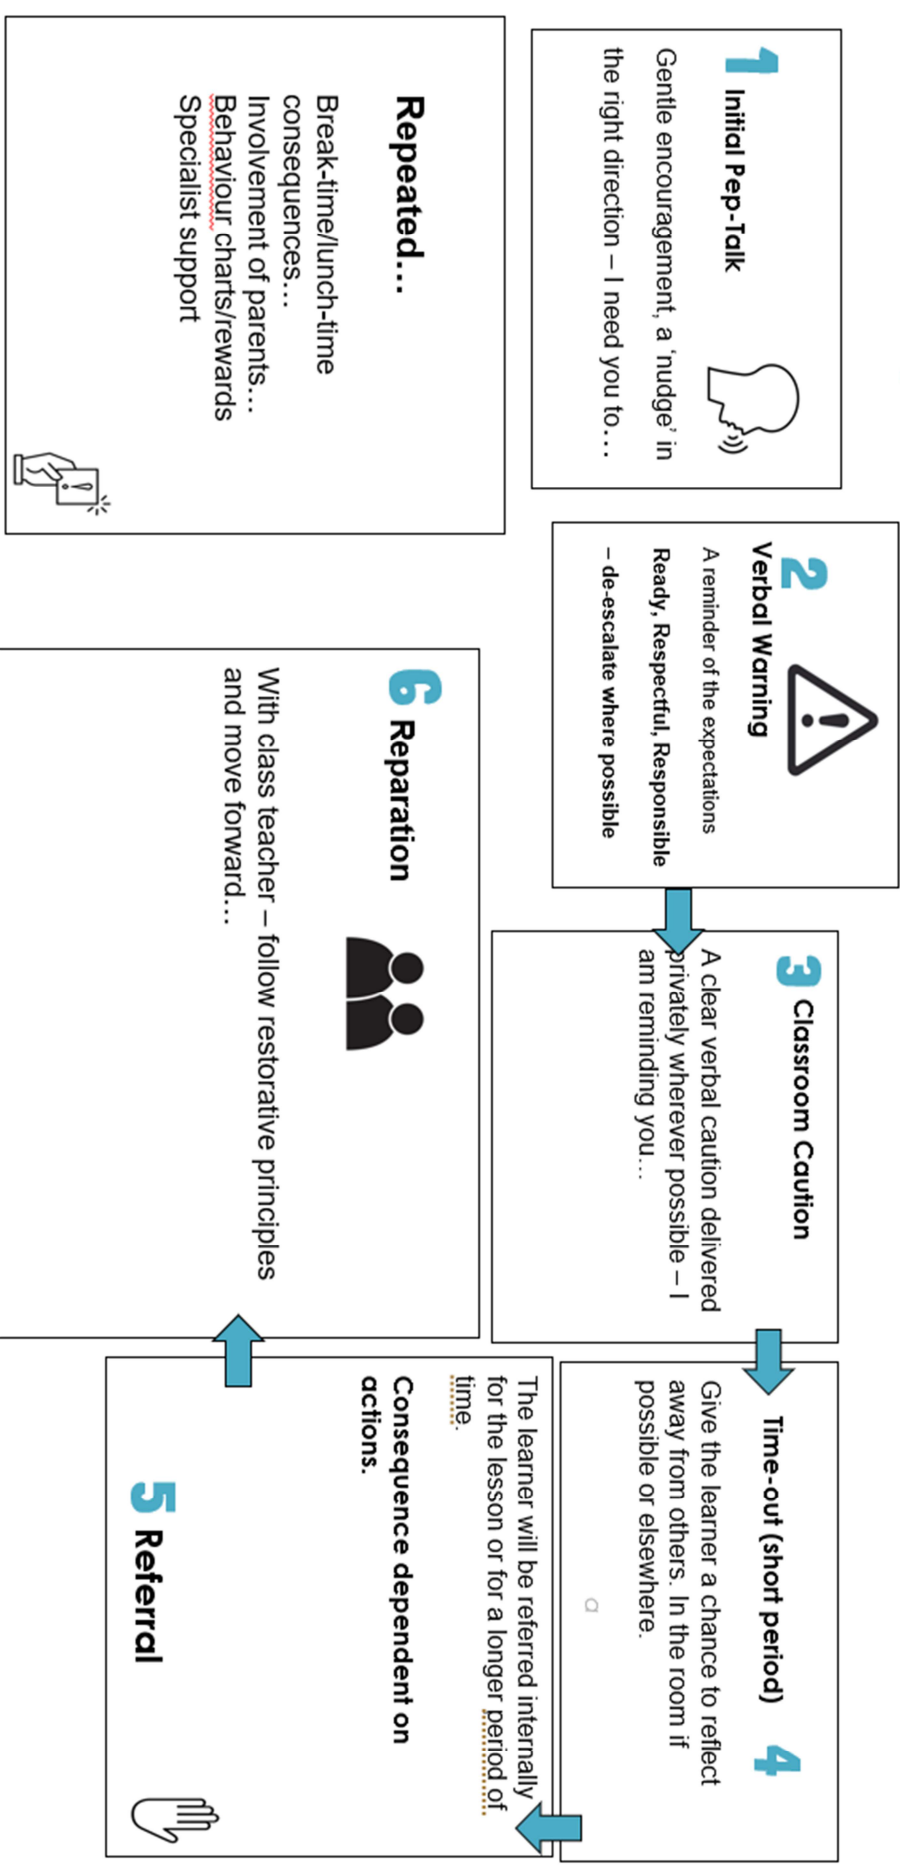 1 Initial Pep-Talk
Gentle encouragement, a ‘nudge’ in
the right direction – I need you to…
2
Verbal Warning
A reminder of the expectations
Ready, Respectful, Responsible
– de-escalate where possible
3 Classroom Caution
A clear verbal caution delivered
privately wherever possible – I
am reminding you…
Time-out (short period) 4
Give the learner a chance to reflect
away from others. In the room if
possible or elsewhere.
a
The learner will be referred internally
for the lesson or for a longer period of
time.
Consequence dependent on
actions.
5 Referral
6 Reparation
With class teacher – follow restorative principles
and move forward…
Repeated…
Break-time/lunch-time
consequences…
Involvement of parents…
Behaviour charts/rewards
Specialist support